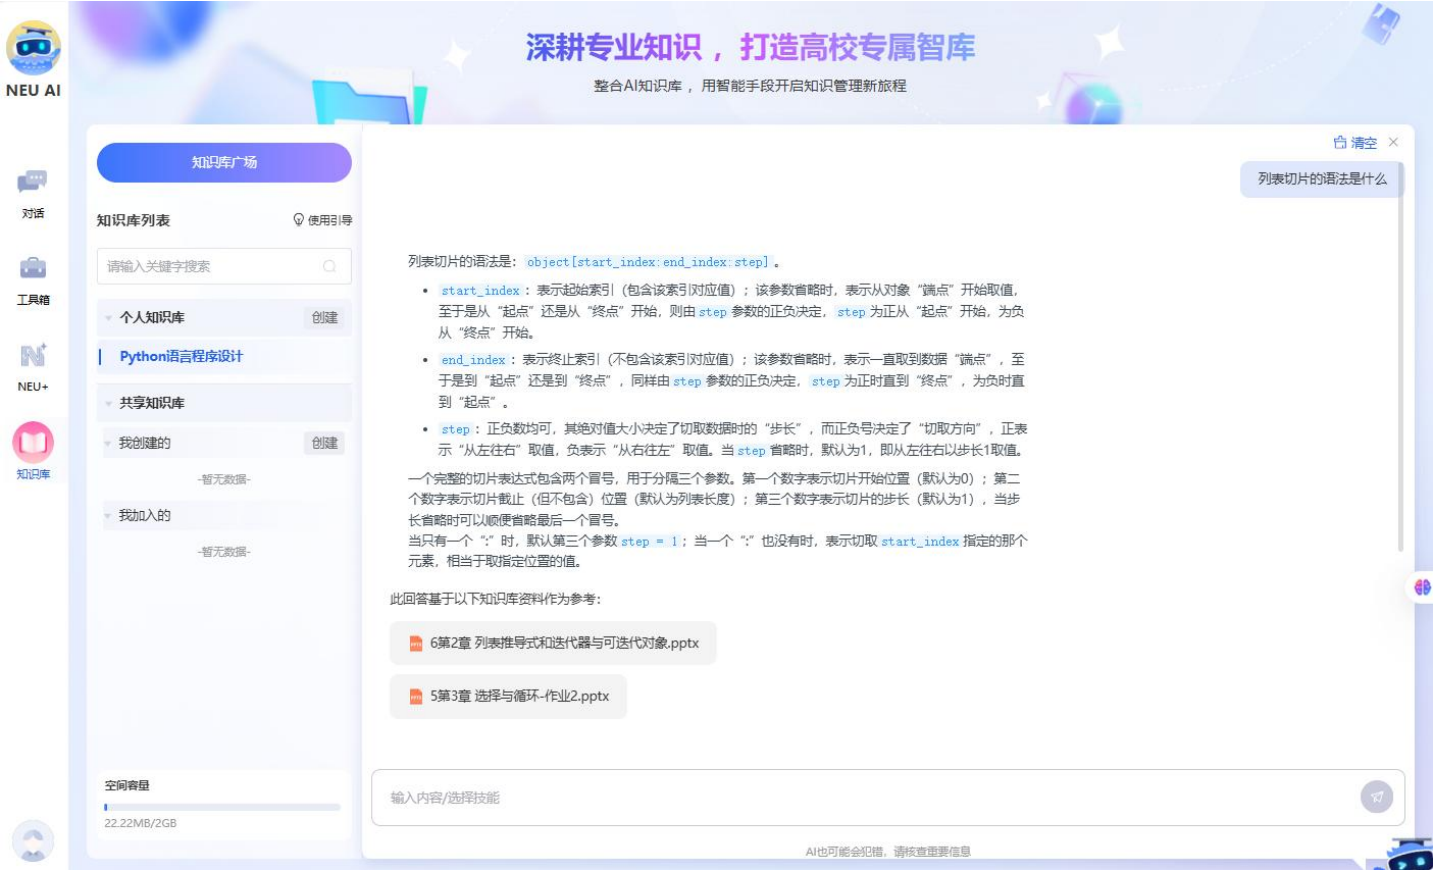 深耕专业知识，打造高校专属智库
整合AI知识库，用智能手段开启知识管理新旅程
NEU AI
对话
工具箱
NEU+
知识库
知识库广场
知识库列表
使用引导
请输入关键字搜索
个人知识库
创建
Python语言程序设计
共享知识库
我创建的
创建
-暂无数据-
我加入的
-暂无数据-
空间容量
22.22MB/2GB
清空
列表切片的语法是什么
列表切片的语法是：object[start_index:end_index:step]。
start_index：表示起始索引（包含该索引对应值）；该参数省略时，表示从对象“端点”开始取值，
至于是从“起点”还是从“终点”开始，则由step参数的正负决定，step为正从“起点”开始，为负
从“终点”开始。
end_index：表示终止索引（不包含该索引对应值）；该参数省略时，表示一直取到数据“端点”，至
于是到“起点”还是到“终点”，同样由step参数的正负决定，step为正时直到“终点”，为负时直
到“起点”。
step：正负数均可，其绝对值大小决定了切取数据时的“步长”，而正负号决定了“切取方向”，正表
示“从左往右”取值，负表示“从右往左”取值。当step省略时，默认为1，即从左往右以步长1取值。
一个完整的切片表达式包含两个冒号，用于分隔三个参数。第一个数字表示切片开始位置（默认为0）；第二
个数字表示切片截止（但不包含）位置（默认为列表长度）；第三个数字表示切片的步长（默认为1），当步
长省略时可以顺便省略最后一个冒号。
当只有一个“:”时，默认第三个参数step = 1；当一个“:”也没有时，表示切取start_index指定的那个
元素，相当于取指定位置的值。
此回答基于以下知识库资料作为参考：
6第2章 列表推导式和迭代器与可迭代对象.pptx
5第3章 选择与循环-作业2.pptx
输入内容/选择技能
AI也可能会犯错，请核查重要信息